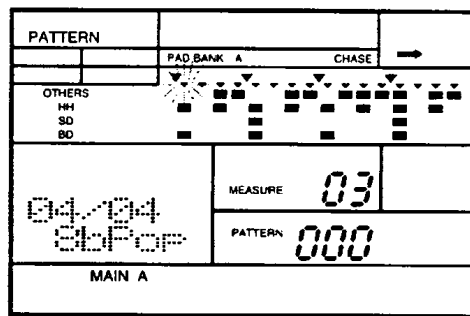 PATTERN
PAD BANK A CHASE
OTHERS
HH
SD
BD
04/04
8bPop
MEASURE 03
PATTERN 000
MAIN A